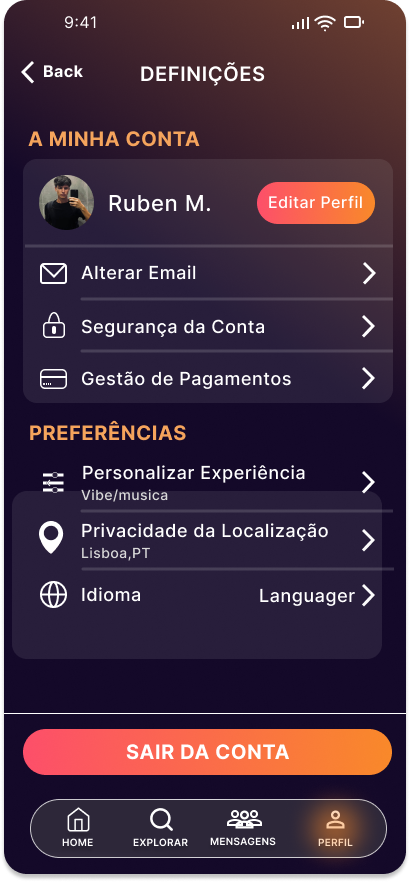 9:41
Back
DEFINIÇÕES
A MINHA CONTA
Ruben M.
Editar Perfil
Alterar Email
Segurança da Conta
Gestão de Pagamentos
PREFERÊNCIAS
Personalizar Experiência
Vibe/musica
Privacidade da Localização
Lisboa,PT
Idioma
Languager
SAIR DA CONTA
HOME
EXPLORAR
MENSAGENS
PERFIL